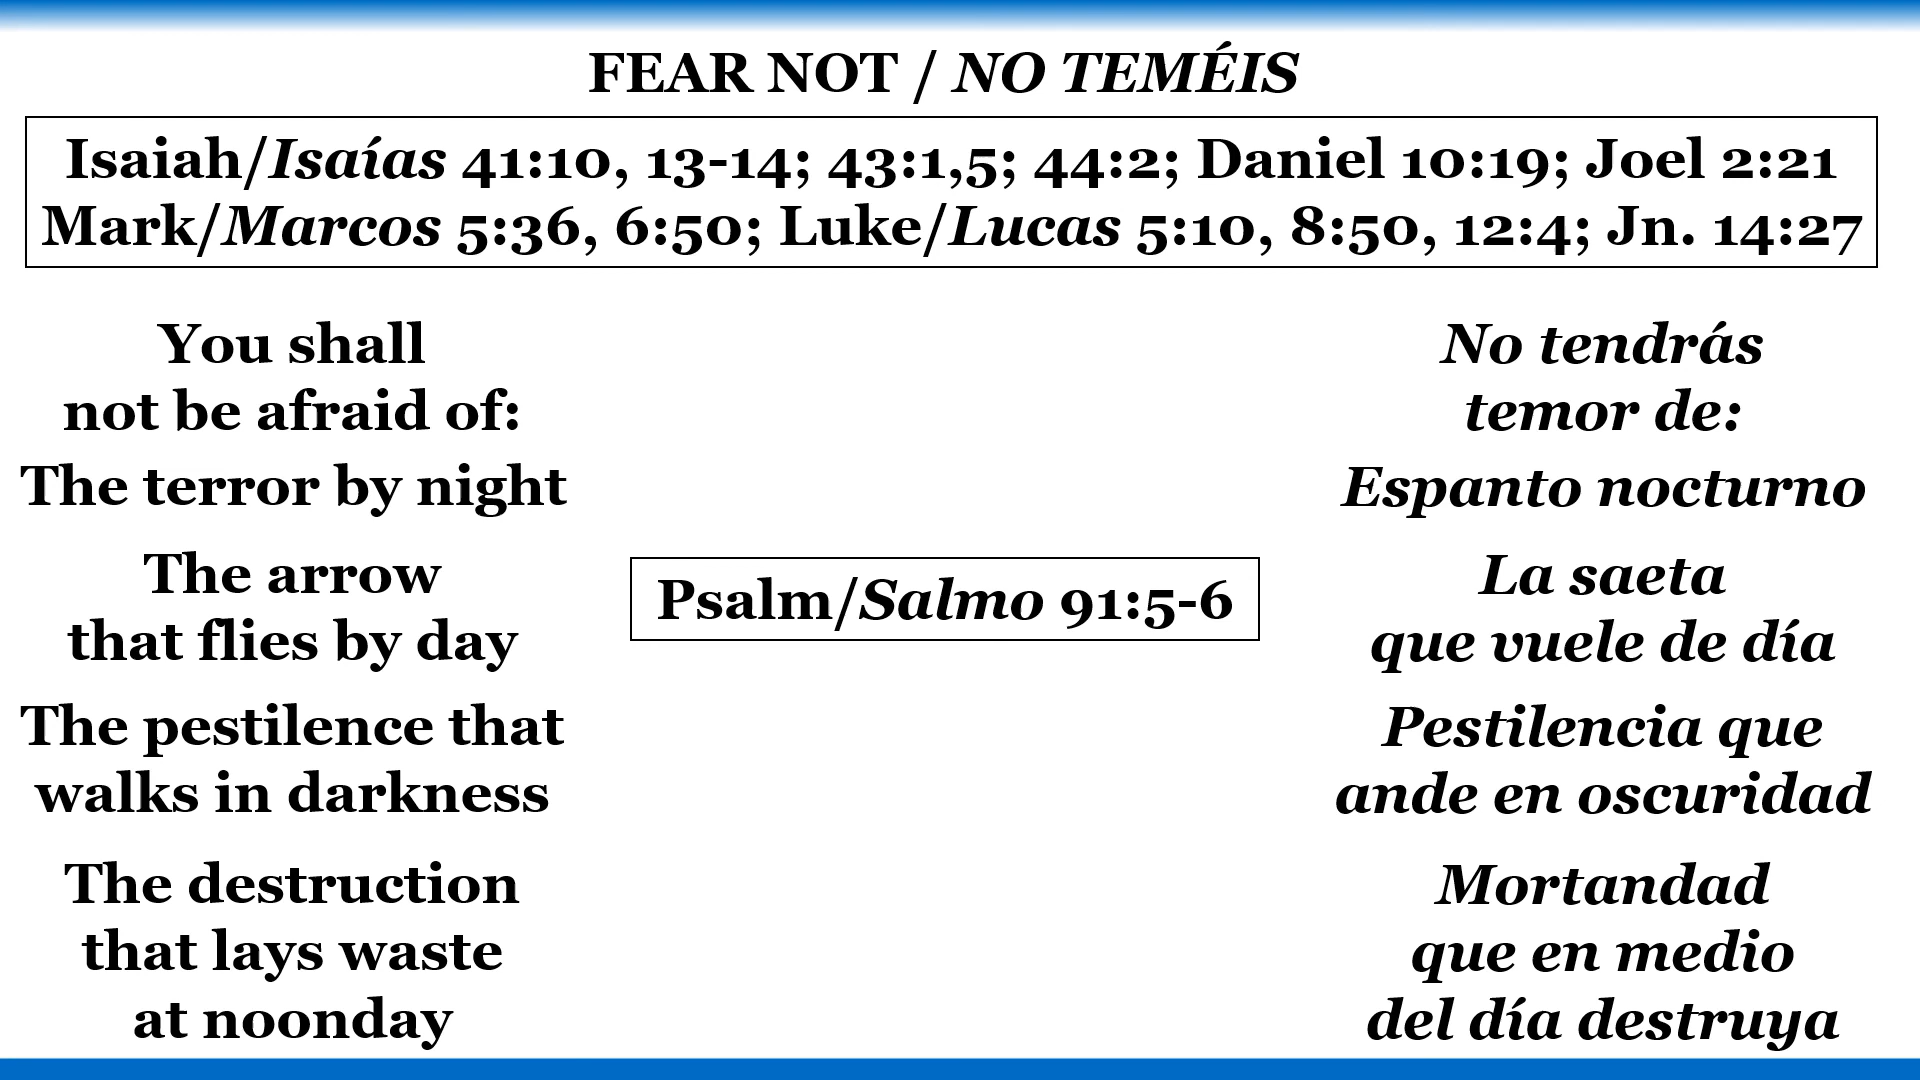 FEAR NOT / NO TEMÉIS
Isaiah/Isaías 41:10, 13-14; 43:1,5; 44:2; Daniel 10:19; Joel 2:21
Mark/Marcos 5:36, 6:50; Luke/Lucas 5:10, 8:50, 12:4; Jn. 14:27
You shall
not be afraid of:
The terror by night
The arrow
that flies by day
The pestilence that
walks in darkness
The destruction
that lays waste
at noonday
Psalm/Salmo 91:5-6
No tendrás
temor de:
Espanto nocturno
La saeta
que vuele de día
Pestilencia que
ande en oscuridad
Mortandad
que en medio
del día destruya